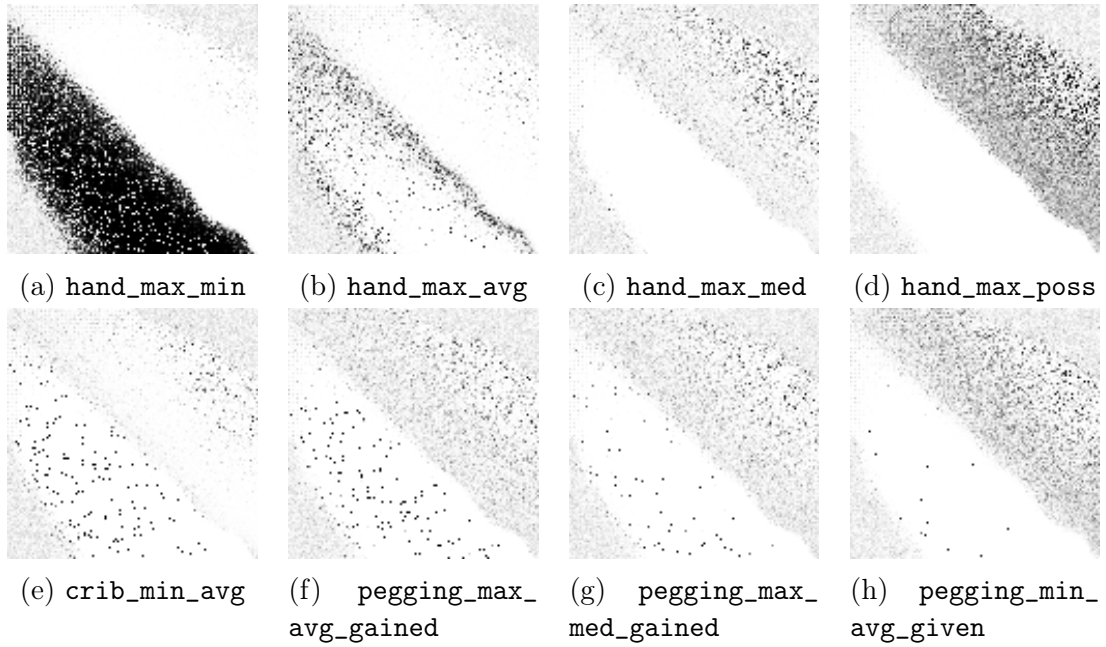 (a) hand_max_min (b) hand_max_avg (c) hand_max_med (d) hand_max_poss
(e) crib_min_avg (f) pegging_max_ (g) pegging_max_ (h) pegging_min_
avg_gained med_gained avg_given